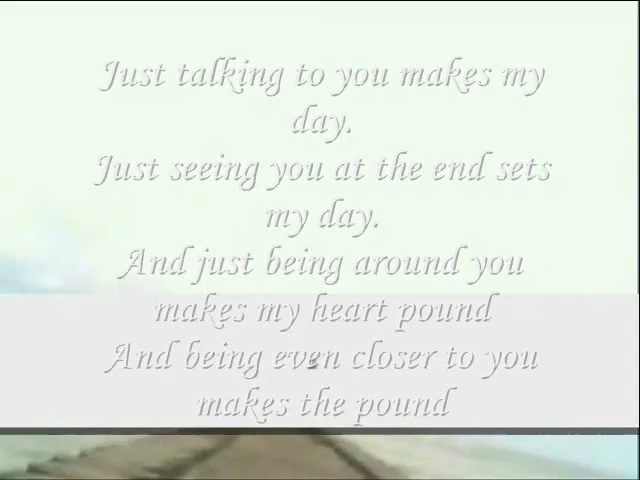 Just talking to you makes my
day.
Just seeing you at the end sets
my day.
And just being around you
makes my heart pound
And being even closer to you
makes the pound